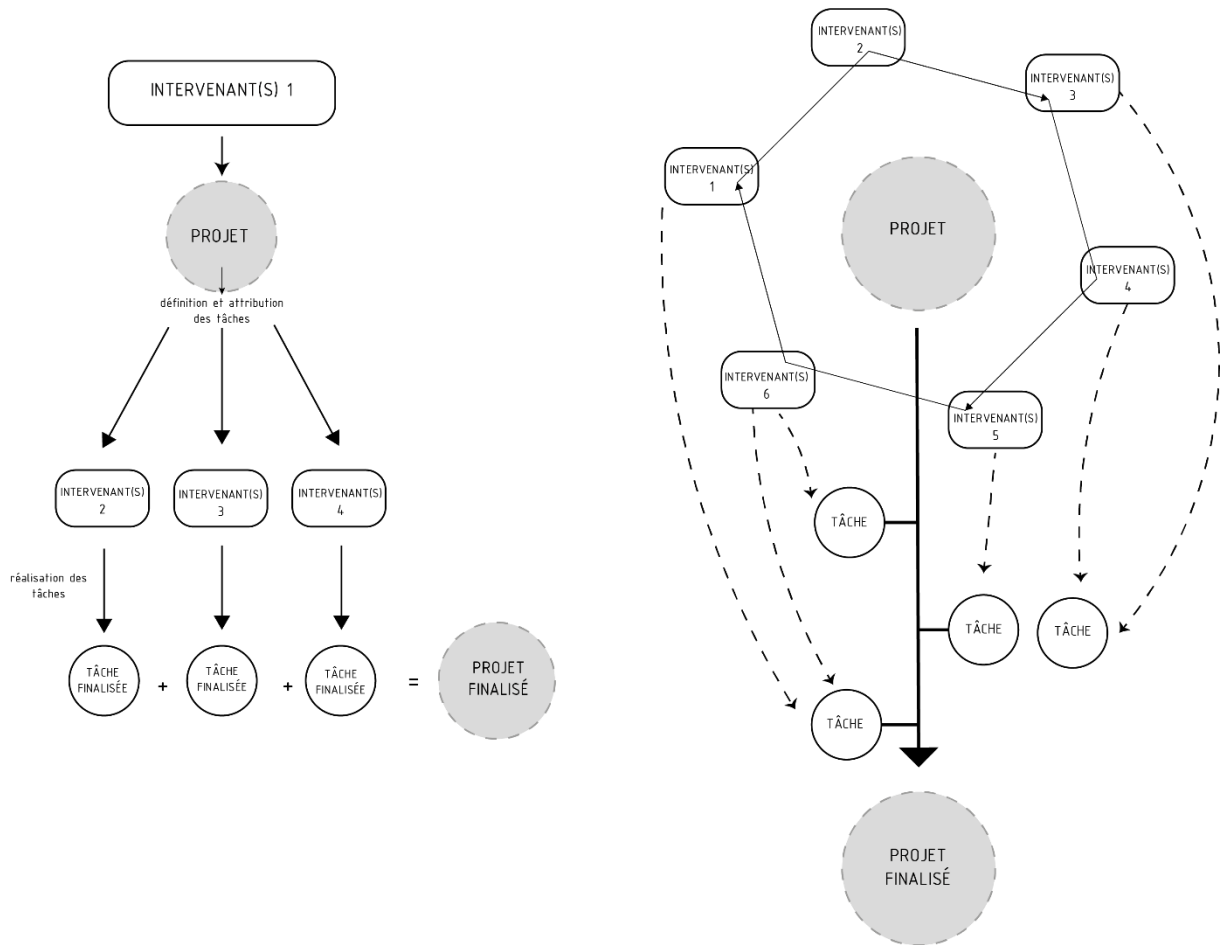 INTERVENANT(S) 1
PROJET
définition et attribution
des tâches
INTERVENANT(S)
2
INTERVENANT(S)
3
INTERVENANT(S)
4
réalisation des
tâches
TÂCHE
FINALISÉE
+
TÂCHE
FINALISÉE
+
TÂCHE
FINALISÉE
=
PROJET
FINALISÉ
INTERVENANT(S)
2
INTERVENANT(S)
3
INTERVENANT(S)
1
PROJET
INTERVENANT(S)
4
INTERVENANT(S)
6
INTERVENANT(S)
5
TÂCHE
TÂCHE
TÂCHE
TÂCHE
PROJET
FINALISÉ